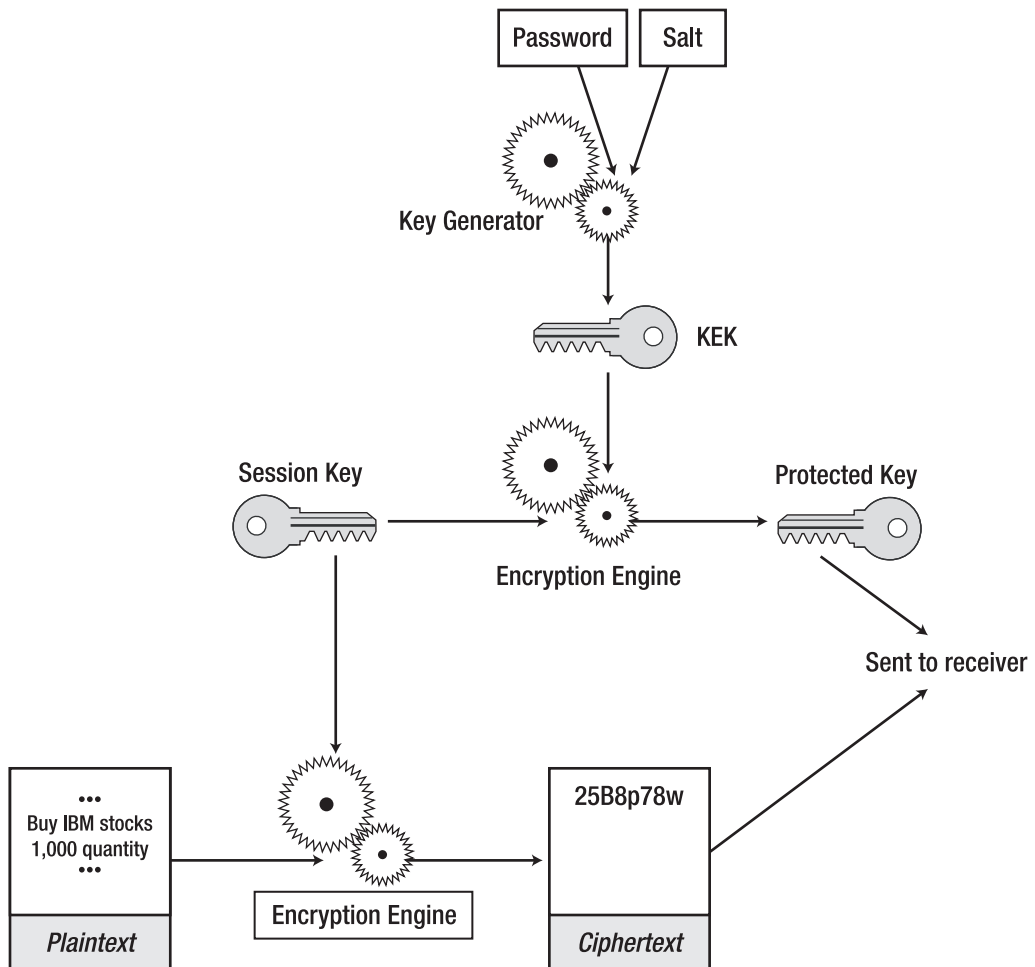 Password
Salt
Key Generator
KEK
Session Key
Protected Key
Encryption Engine
Sent to receiver
•••
Buy IBM stocks
1,000 quantity
•••
Plaintext
Encryption Engine
25B8p78w
Ciphertext